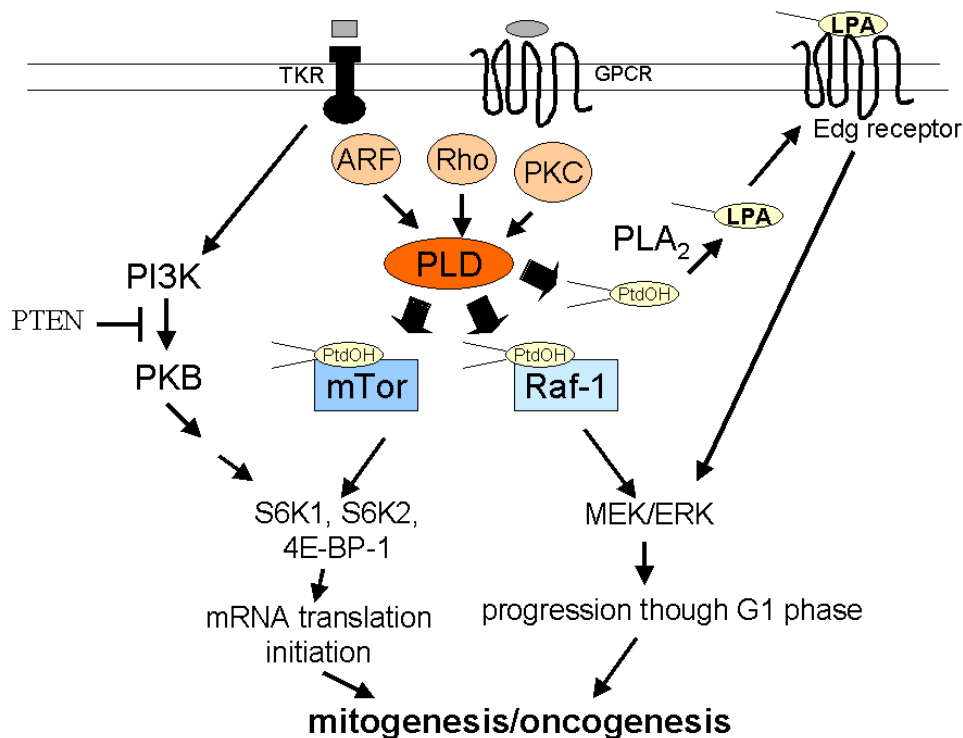 LPA
TKR
GPCR
Edg receptor
ARF
Rho
PKC
LPA
PLA2
PLD
PtdOH
PI3K
PTEN
PKB
PtdOH
mTor
PtdOH
Raf-1
S6K1, S6K2,
4E-BP-1
MEK/ERK
mRNA translation
initiation
progression though G1 phase
mitogenesis/oncogenesis